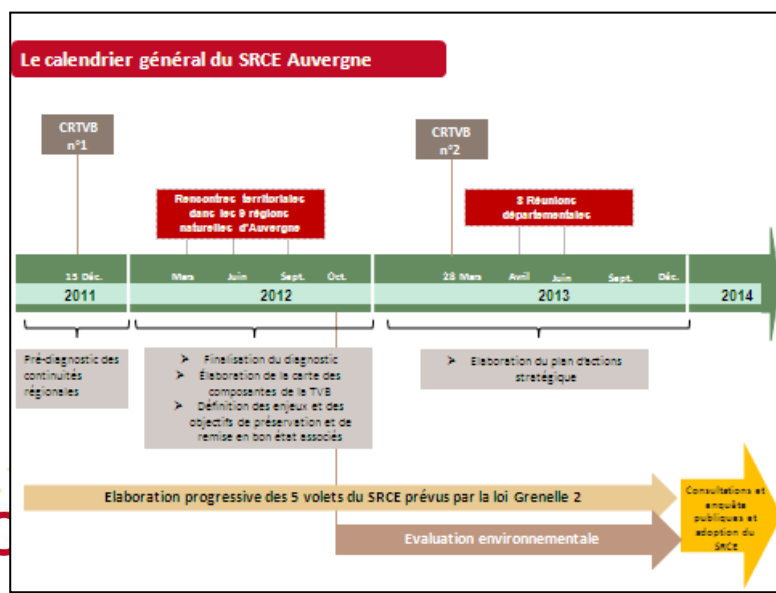 Le calendrier général du SRCE Auvergne
CRTVB
n°1
CRTVB
n°2
Rencontres territoriales
dans les 9 régions
naturelles d'Auvergne
3 Réunions
départementales
15 Déc.
Mars
Juin
Sept.
Oct.
28 Mars
Avril
Juin
Sept.
Déc.
2011
2012
2013
2014
Pré-diagnostic des
continuités
régionales
➢ Finalisation du diagnostic
➢ Élaboration de la carte des
composantes de la TVB
➢ Définition des enjeux et des
objectifs de préservation et de
remise en bon état associés
➢ Elaboration du plan d'actions
stratégique
Elaboration progressive des 5 volets du SRCE prévus par la loi Grenelle 2
Evaluation environnementale
Consultations et
enquête
publiques et
adoption du
SRCE